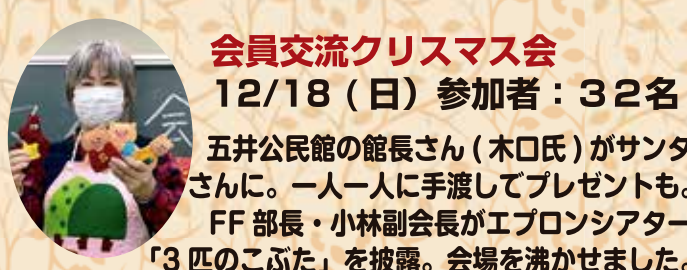 会員交流クリスマス会
12/18（日）参加者：３２名
五井公民館の館長さん(木口氏)がサンタ
さんに。一人一人に手渡してプレゼントも。
FF部長・小林副会長がエプロンシアター
「3匹のこぶた」を披露。会場を沸かせました。
会